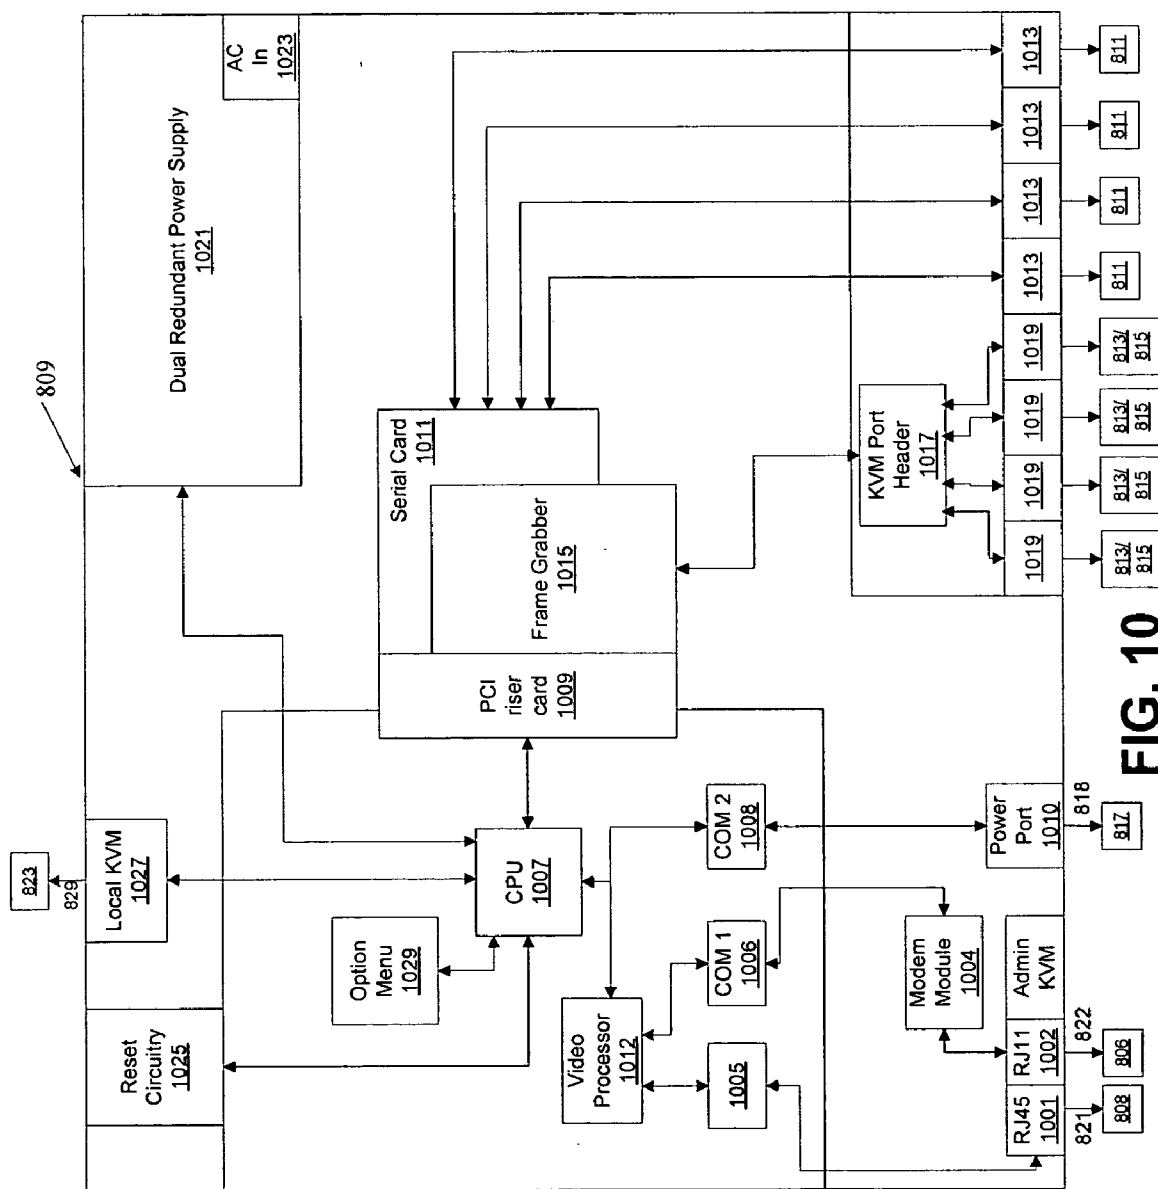 809
Dual Redundant Power Supply
1021
AC
In
1023
823
829
Local KVM
1027
Reset
Circuitry
1025
Option
Menu
1029
CPU
1007
PCI
riser
card
1009
Serial Card
1011
Frame Grabber
1015
Video
Processor
1012
1005
COM 1
1006
COM 2
1008
Modem
Module
1004
KVM Port
Header
1017
RJ45
1001
RJ11
1002
Admin
KVM
Power
Port
1010
1019
1019
1019
1019
1013
1013
1013
1013
821
822
818
808
806
817
813/
815
813/
815
813/
815
813/
815
811
811
811
811
FIG. 10